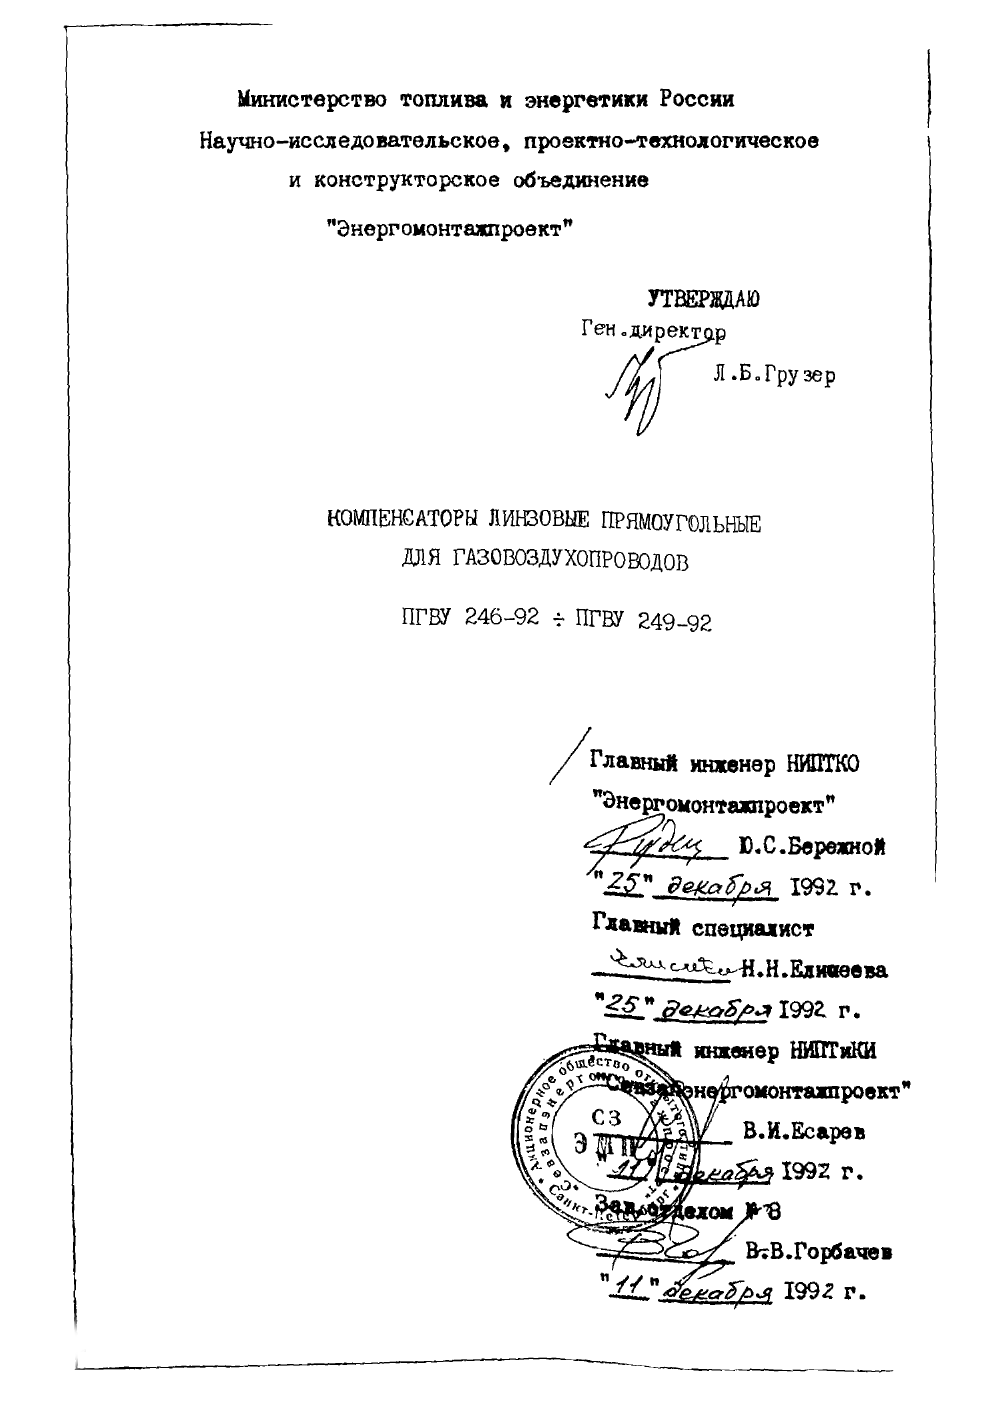 Министерство топлива и энергетики России
Научно-исследовательское, проектно-технологическое
и конструкторское объединение
"Энергомонтажпроект"
УТВЕРЖДАЮ
Ген.директор
Л.Б.Грузер
КОМПЕНСАТОРЫ ЛИНЗОВЫЕ ПРЯМОУГОЛЬНЫЕ
ДЛЯ ГАЗОВОЗДУХОПРОВОДОВ
ПГВУ 246-92 ÷ ПГВУ 249-92
Главный инженер НИПТКО
"Энергомонтажпроект"
Ю.С.Бережной
"25" декабря 1992 г.
Главный специалист
Н.Н.Елисеева
"25" декабря 1992 г.
Главный инженер НИПТиКИ
"Севзапэнергомонтажпроект"
В.И.Есарев
"11" декабря 1992 г.
Зав.отделом № 8
В.В.Горбачев
"11" декабря 1992 г.
Акционерное общество открытого типа
Севзапэнергомонтажпроект
Санкт-Петербург
СЗ
ЭМП